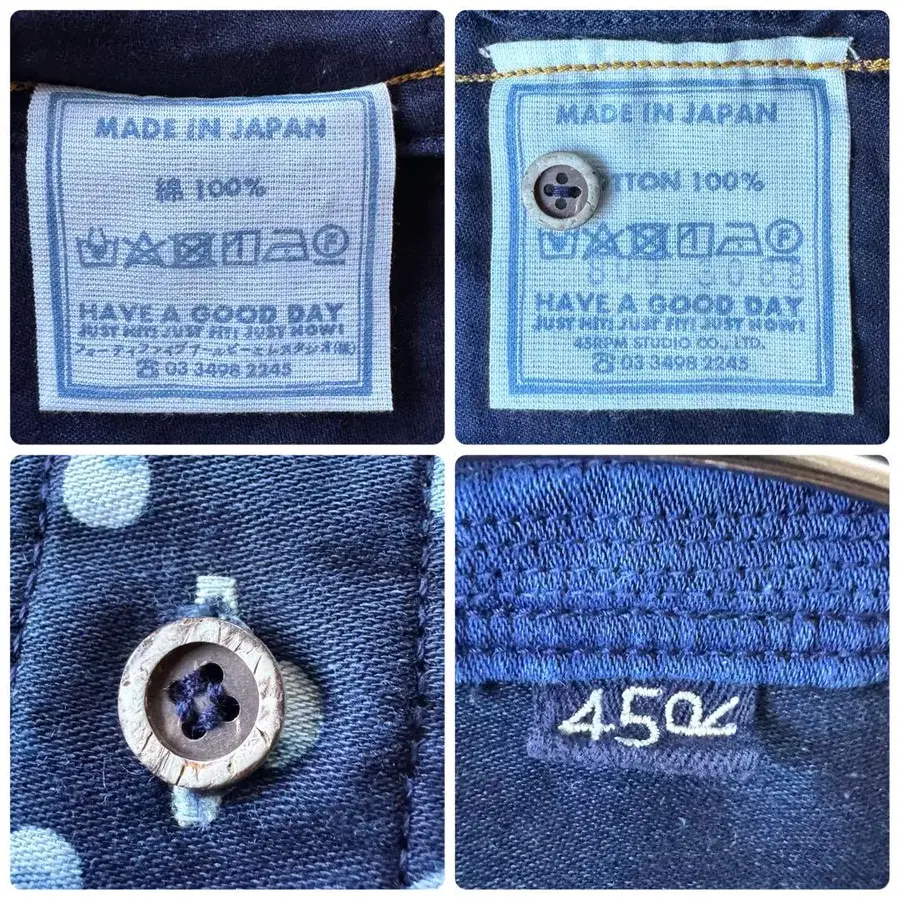 MADE IN JAPAN
綿 100%
HAVE A GOOD DAY
JUST HIT! JUST FIT! JUST NOW!
フォーティファイブアールピーエムスタジオ(株)
☎ 03 3498 2245
MADE IN JAPAN
COTTON 100%
HAVE A GOOD DAY
JUST HIT! JUST FIT! JUST NOW!
45RPM STUDIO CO., LTD.
☎ 03 3498 2245
45R